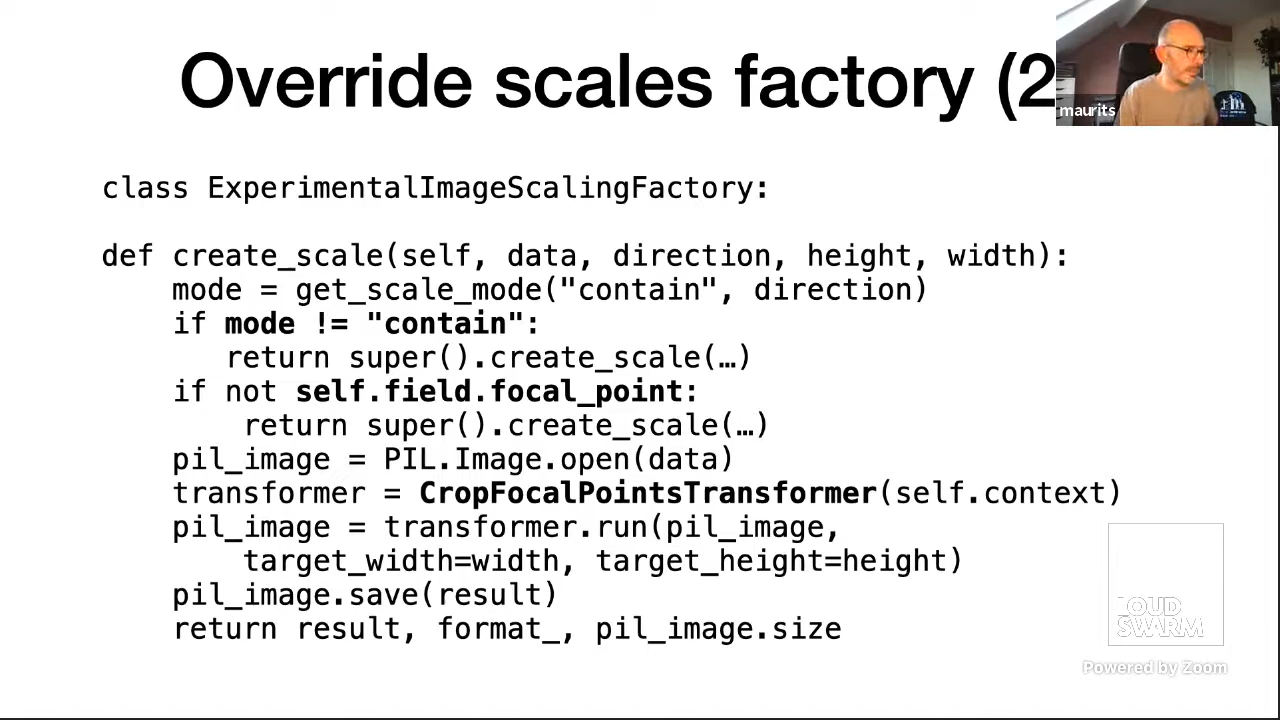 Override scales factory (2
maurits
class ExperimentalImageScalingFactory:
def create_scale(self, data, direction, height, width):
mode = get_scale_mode("contain", direction)
if mode != "contain":
return super().create_scale(…)
if not self.field.focal_point:
return super().create_scale(…)
pil_image = PIL.Image.open(data)
transformer = CropFocalPointsTransformer(self.context)
pil_image = transformer.run(pil_image,
target_width=width, target_height=height)
pil_image.save(result)
return result, format_, pil_image.size
LOUD
SWARM
Powered by Zoom